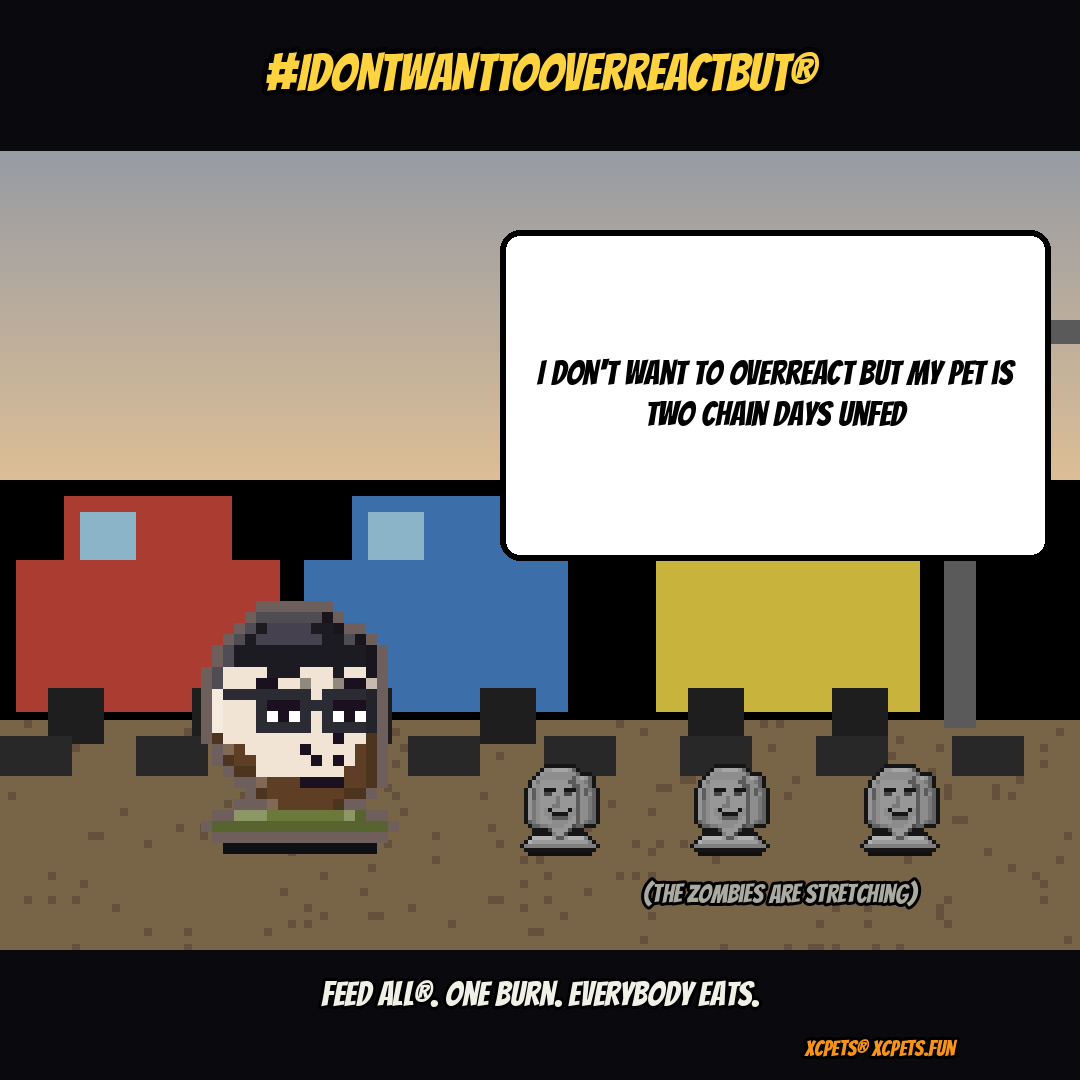 #IDONTWANTTOOVERREACTBUT®
I DON'T WANT TO OVERREACT BUT MY PET IS
TWO CHAIN DAYS UNFED
(THE ZOMBIES ARE STRETCHING)
FEED ALL®. ONE BURN. EVERYBODY EATS.
XCPETS® XCPETS.FUN